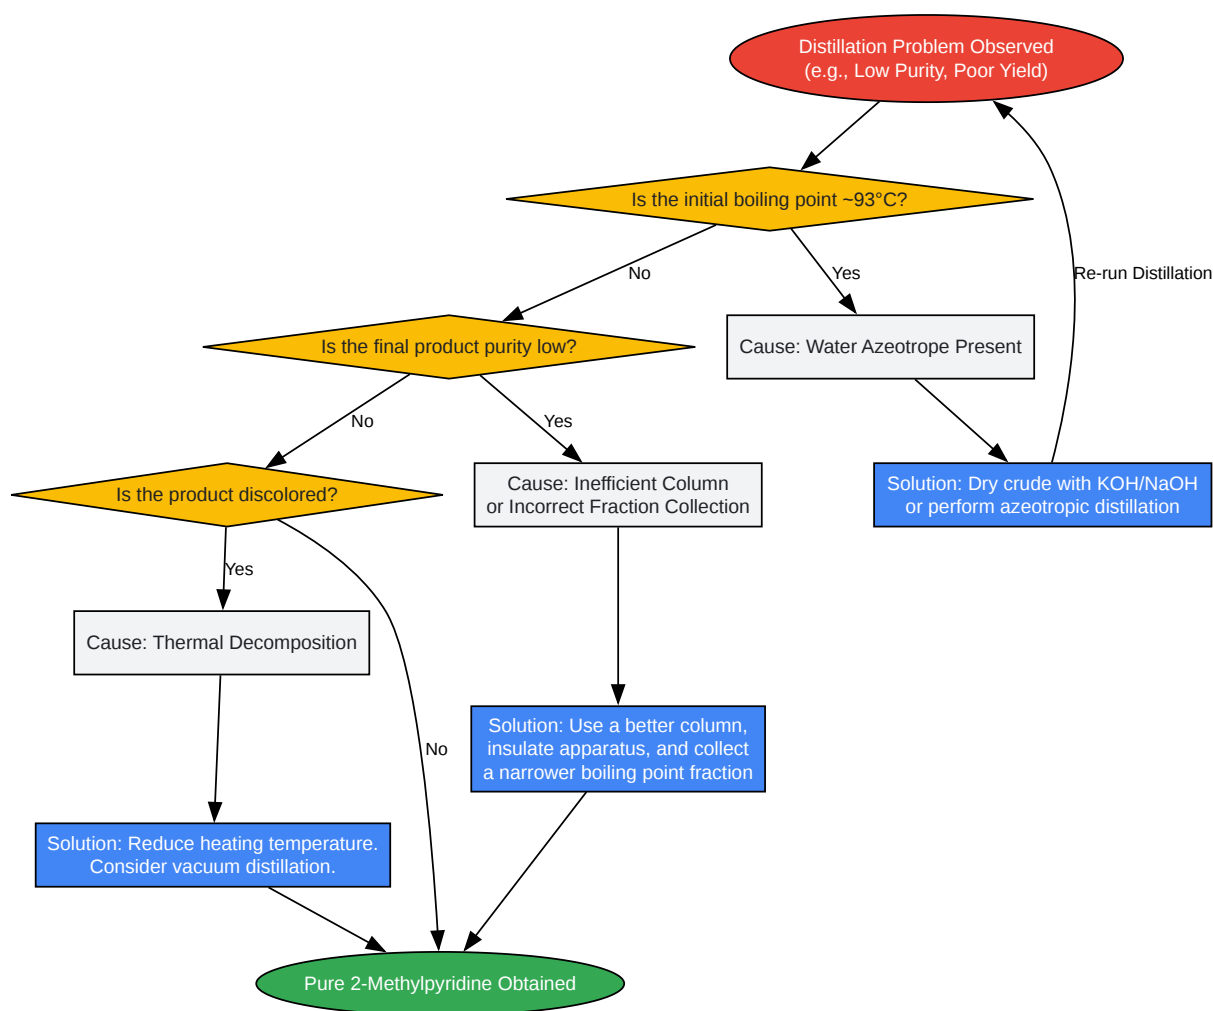 Distillation Problem Observed
(e.g., Low Purity, Poor Yield)
Is the initial boiling point ~93°C?
No
Yes
Re-run Distillation
Is the final product purity low?
Cause: Water Azeotrope Present
No
Yes
Is the product discolored?
Cause: Inefficient Column
or Incorrect Fraction Collection
Solution: Dry crude with KOH/NaOH
or perform azeotropic distillation
Yes
Cause: Thermal Decomposition
No
Solution: Use a better column,
insulate apparatus, and collect
a narrower boiling point fraction
Solution: Reduce heating temperature.
Consider vacuum distillation.
Pure 2-Methylpyridine Obtained